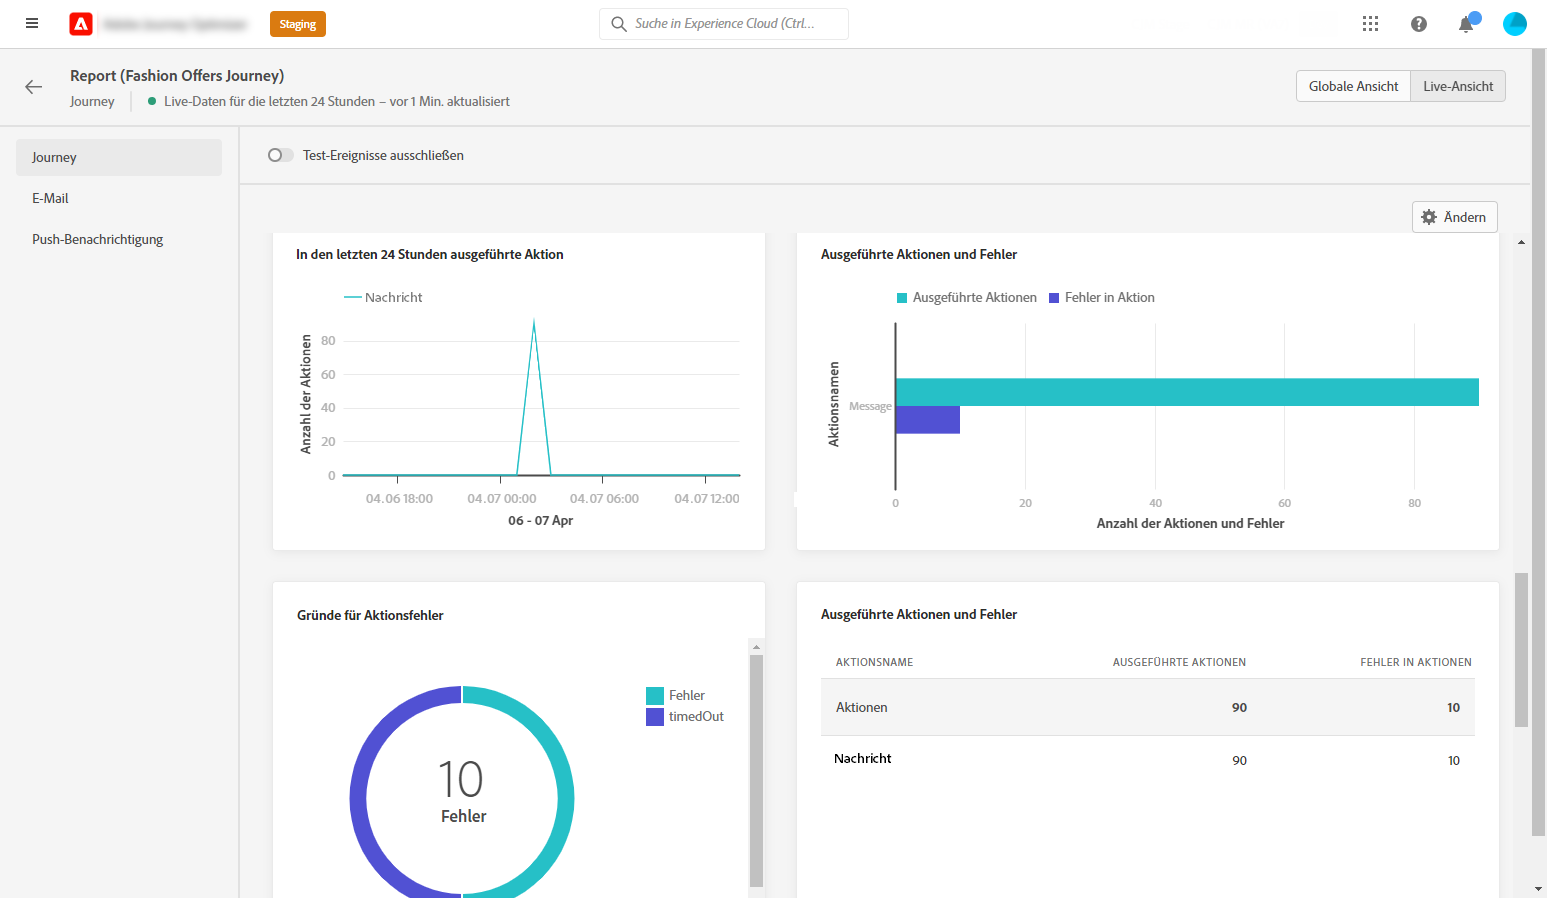 Staging
Suche in Experience Cloud (Ctrl...
Report (Fashion Offers Journey)
Journey
Live-Daten für die letzten 24 Stunden – vor 1 Min. aktualisiert
Globale Ansicht
Live-Ansicht
Journey
E-Mail
Push-Benachrichtigung
Test-Ereignisse ausschließen
Ändern
In den letzten 24 Stunden ausgeführte Aktion
Nachricht
Anzahl der Aktionen
80
60
40
20
0
04.06 18:00
04.07 00:00
04.07 06:00
04.07 12:00
06 - 07 Apr
Ausgeführte Aktionen und Fehler
Ausgeführte Aktionen
Fehler in Aktion
Aktionsnamen
Message
0
20
40
60
80
Anzahl der Aktionen und Fehler
Gründe für Aktionsfehler
Fehler
timedOut
10
Fehler
Ausgeführte Aktionen und Fehler
AKTIONSNAME AUSGEFÜHRTE AKTIONEN FEHLER IN AKTIONEN
Aktionen 90 10
Nachricht 90 10